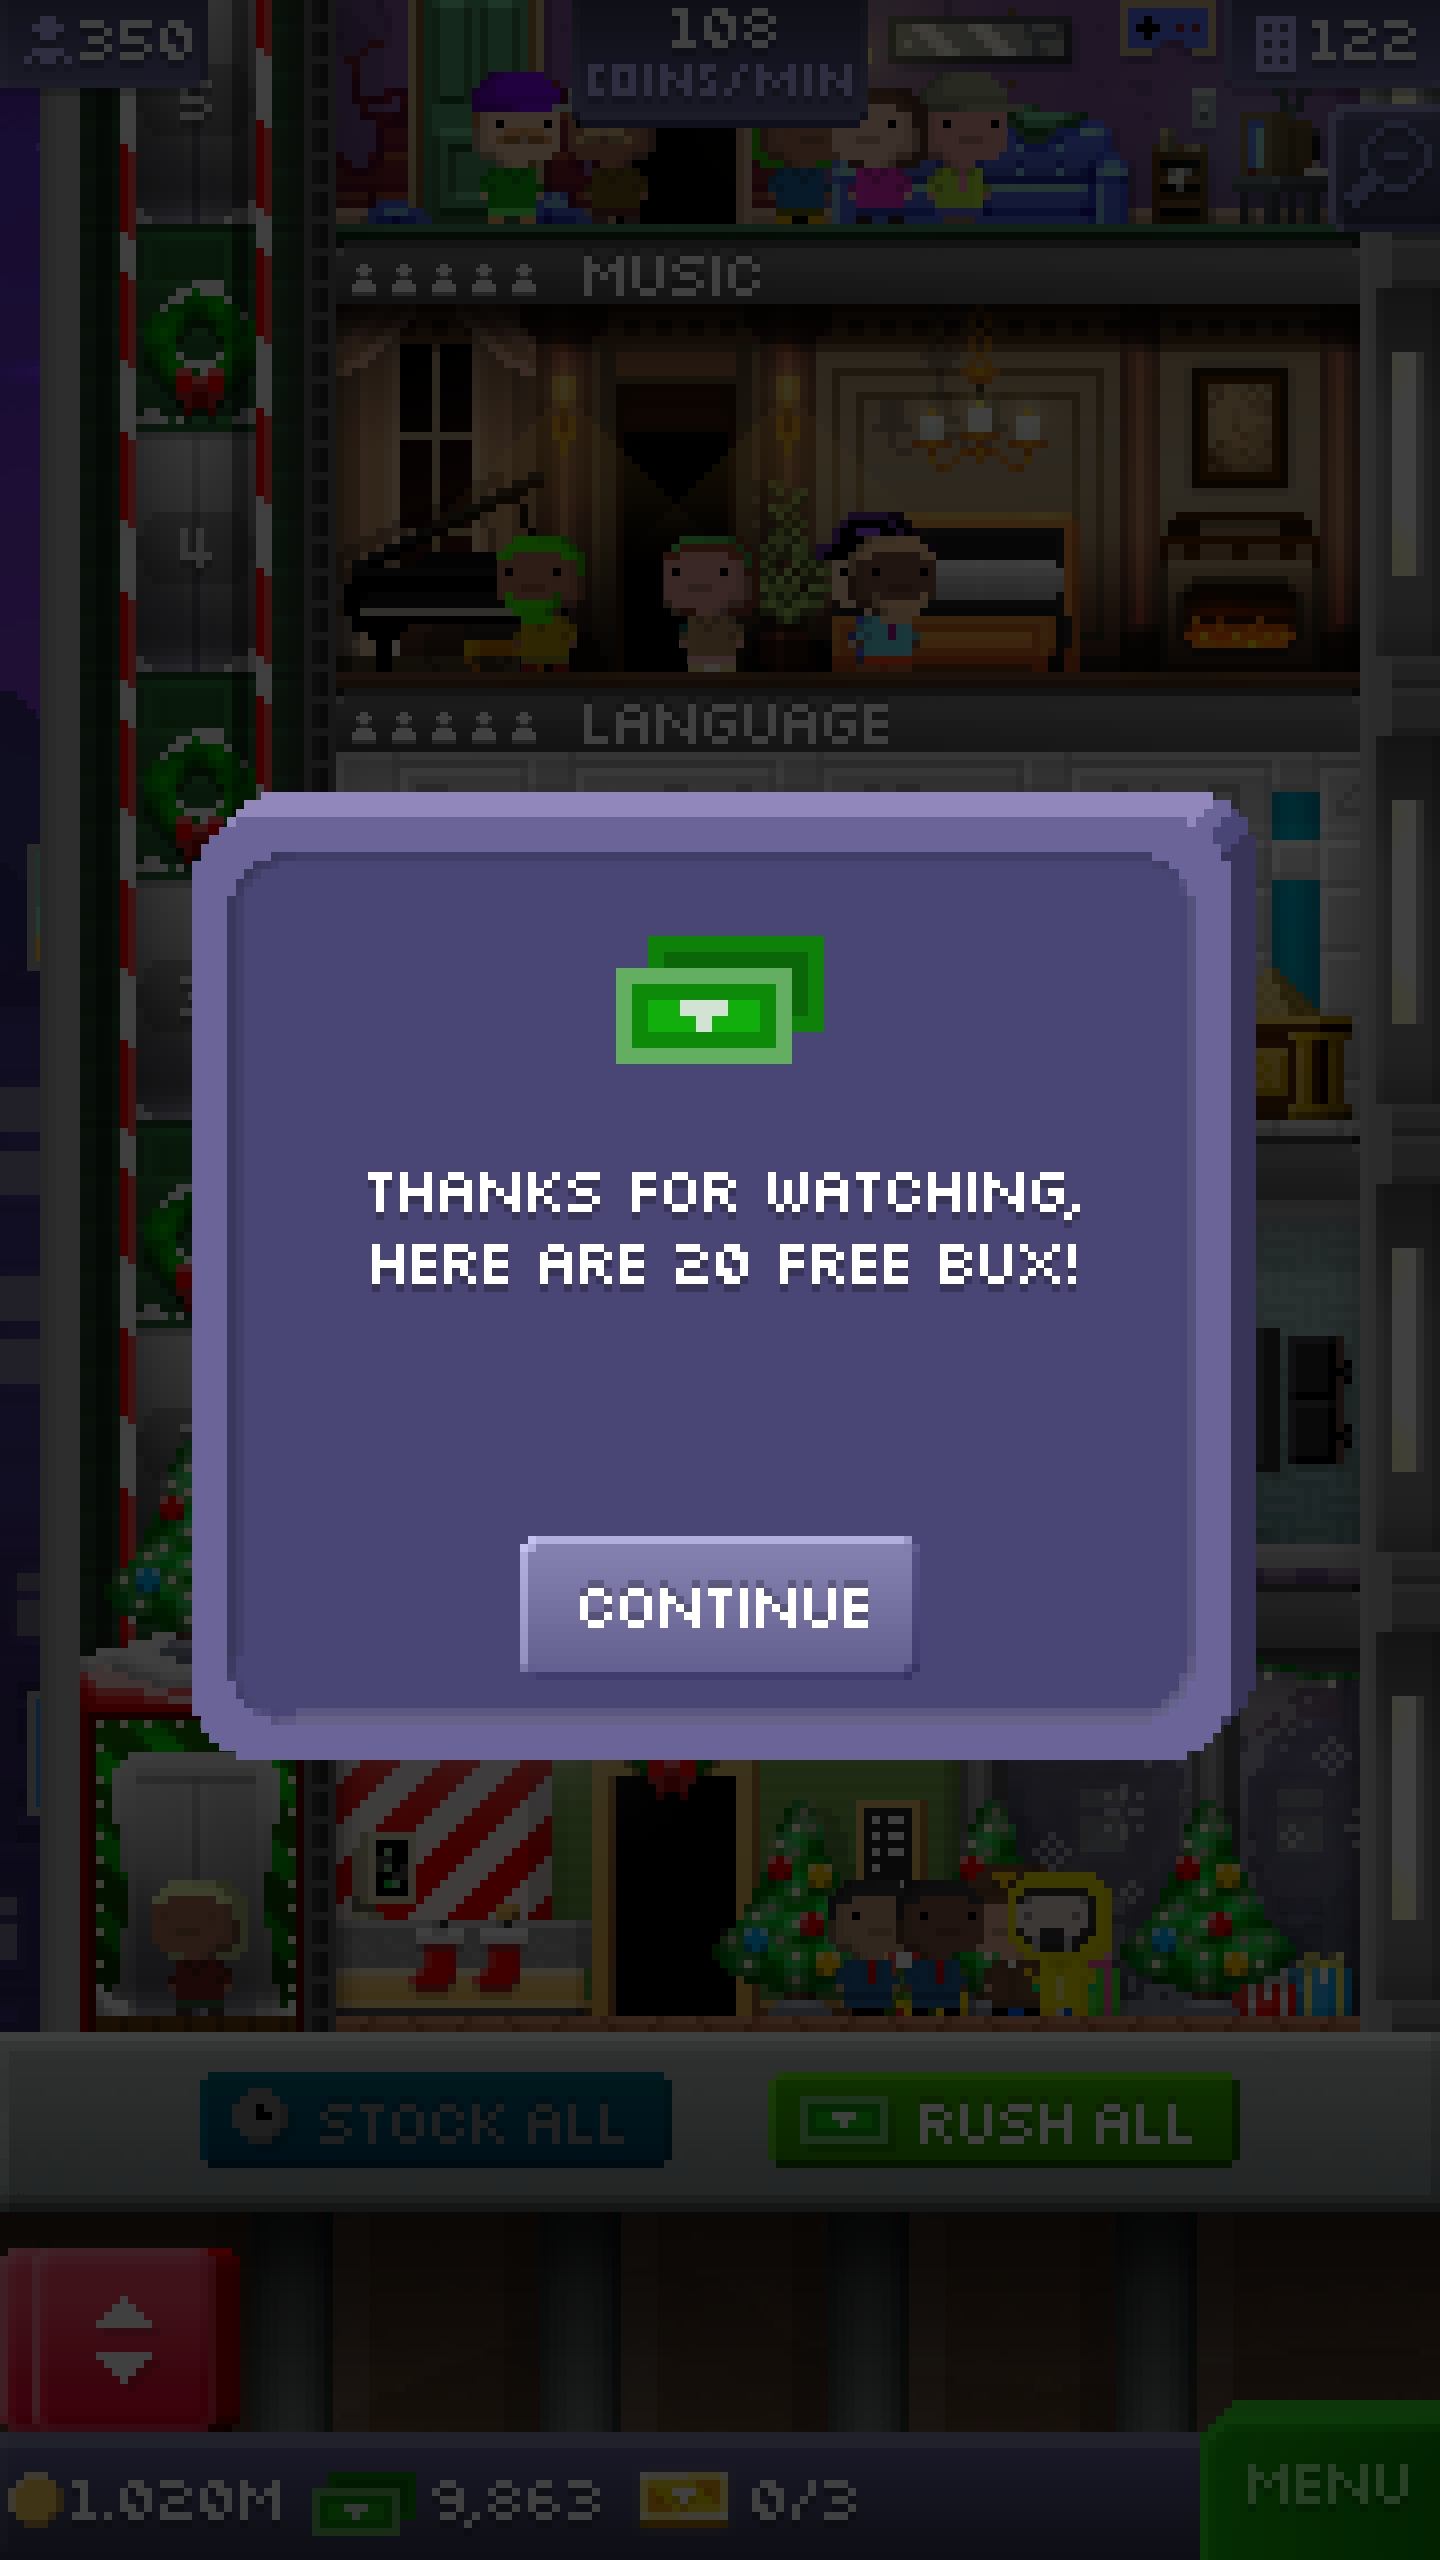 350
108
COINS/MIN
122
5
MUSIC
4
LANGUAGE
THANKS FOR WATCHING,
HERE ARE 20 FREE BUX!
CONTINUE
STOCK ALL
RUSH ALL
1.020M
9,863
0/3
MENU